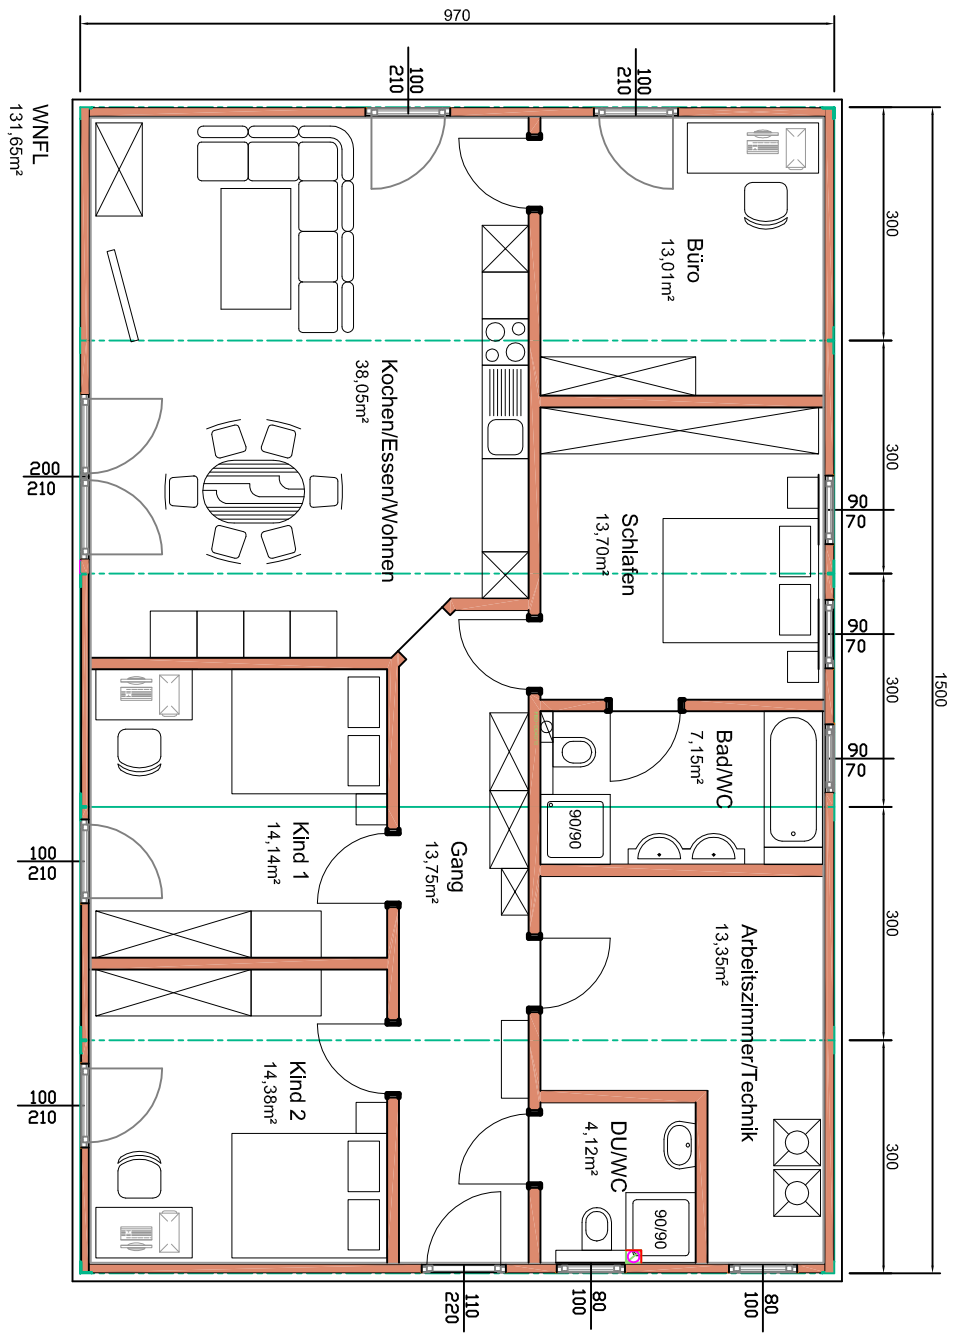 970
100
210
100
210
WNFL
131,65m²
Büro
13,01m²
300
Kochen/Essen/Wohnen
38,05m²
300
200
210
Schlafen
13,70m²
90
70
90
70
300
1500
Bad/WC
7,15m²
90
70
90/90
Kind 1
14,14m²
100
210
Gang
13,75m²
300
Arbeitszimmer/Technik
13,35m²
Kind 2
14,38m²
100
210
DU/WC
4,12m²
90/90
300
110
220
80
100
80
100